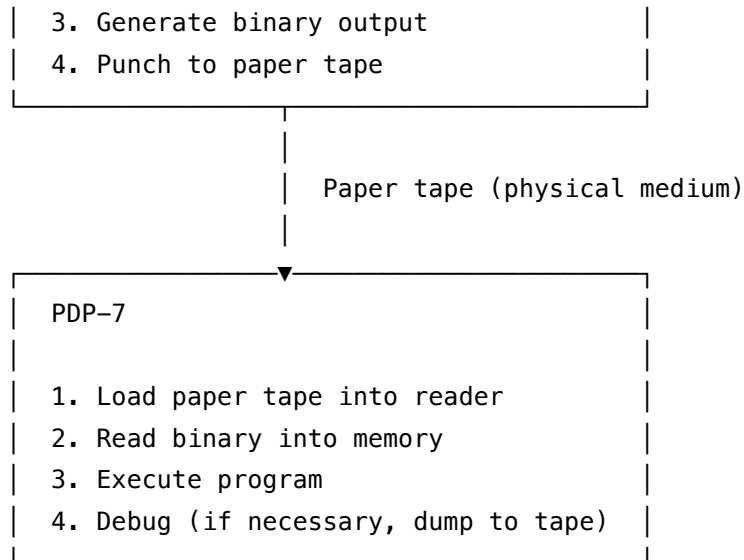 3. Generate binary output
4. Punch to paper tape
Paper tape (physical medium)
PDP-7
1. Load paper tape into reader
2. Read binary into memory
3. Execute program
4. Debug (if necessary, dump to tape)